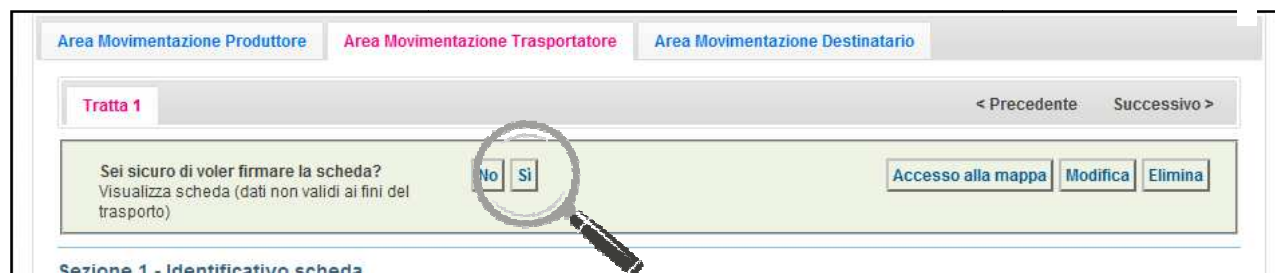 Area Movimentazione Produttore Area Movimentazione Trasportatore Area Movimentazione Destinatario
Tratta 1 < Precedente Successivo >
Sei sicuro di voler firmare la scheda? No Sì Accesso alla mappa Modifica Elimina
Visualizza scheda (dati non validi ai fini del
trasporto)
Sezione 1 - Identificativo scheda